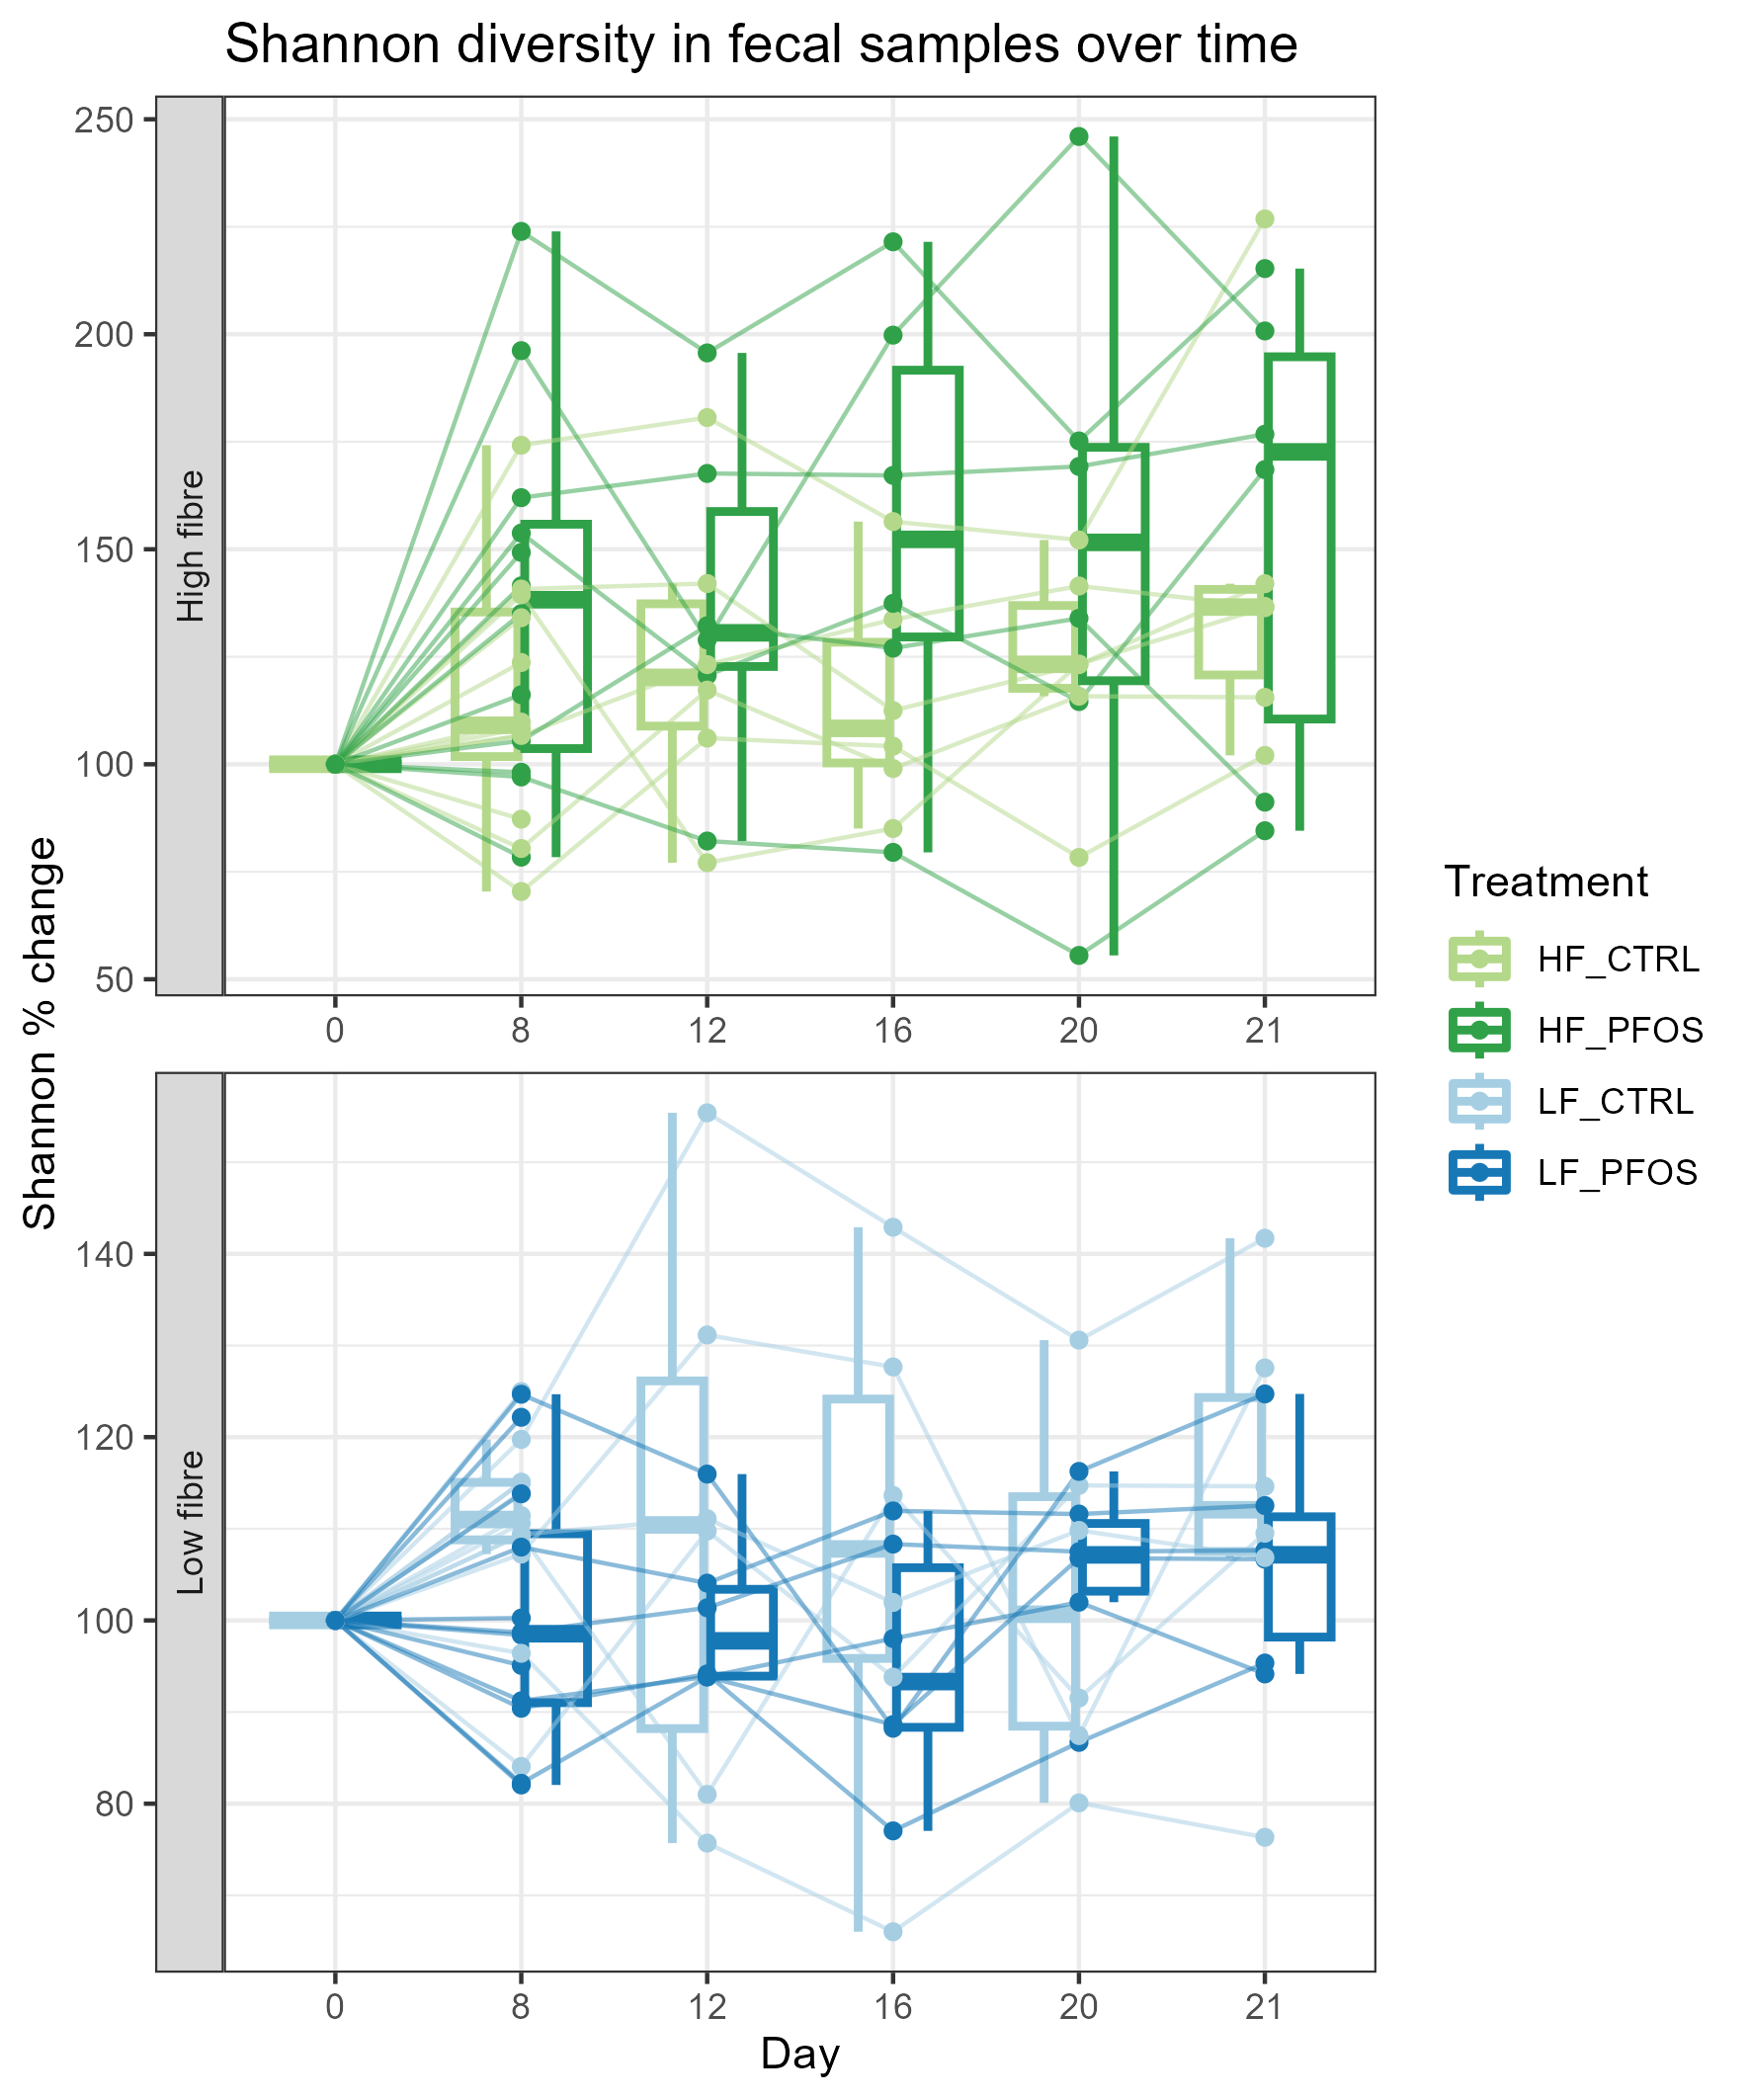 Shannon diversity in fecal samples over time
Shannon % change
High fibre
250
200
150
100
50
0 8 12 16 20 21
Low fibre
140
120
100
80
0 8 12 16 20 21
Day
Treatment
HF_CTRL
HF_PFOS
LF_CTRL
LF_PFOS